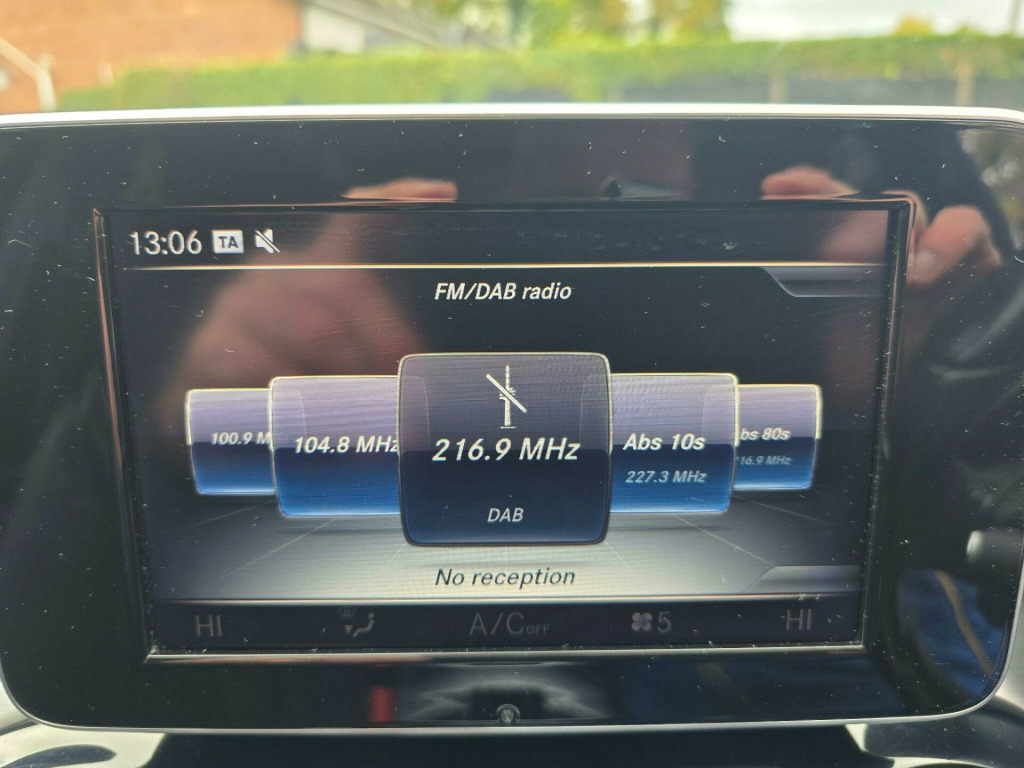 13:06 TA
FM/DAB radio
100.9 M
104.8 MHz
216.9 MHz
DAB
Abs 10s
227.3 MHz
bs 80s
16.9 MHz
No reception
HI A/C OFF 5 HI